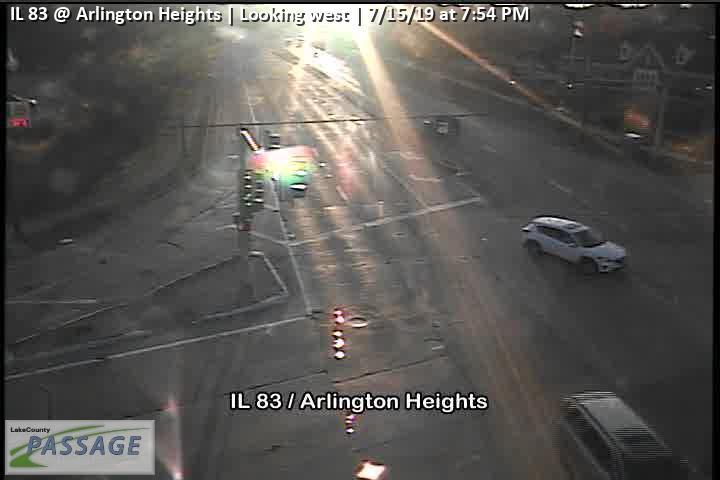 IL 83 @ Arlington Heights | Looking west | 7/15/19 at 7:54 PM
IL 83 / Arlington Heights
LakeCounty
PASSAGE